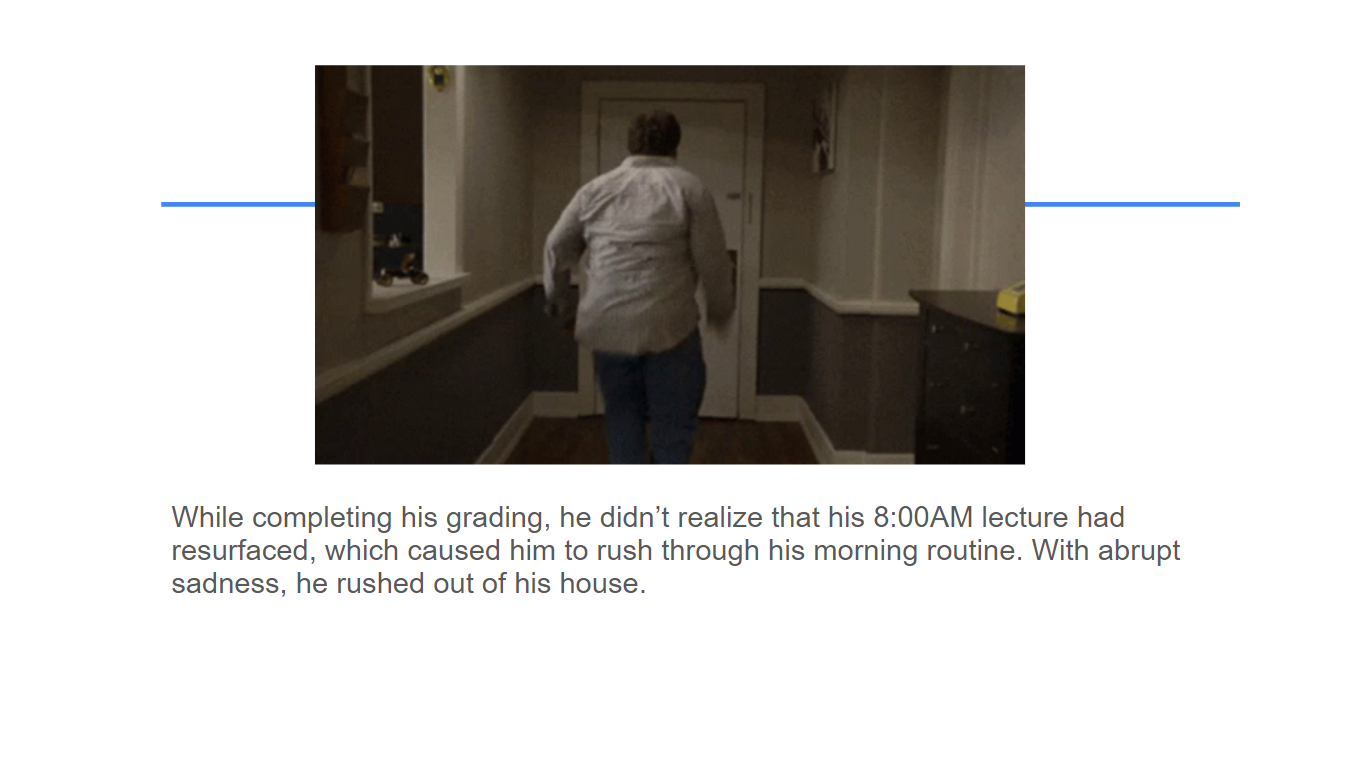 While completing his grading, he didn’t realize that his 8:00AM lecture had
resurfaced, which caused him to rush through his morning routine. With abrupt
sadness, he rushed out of his house.